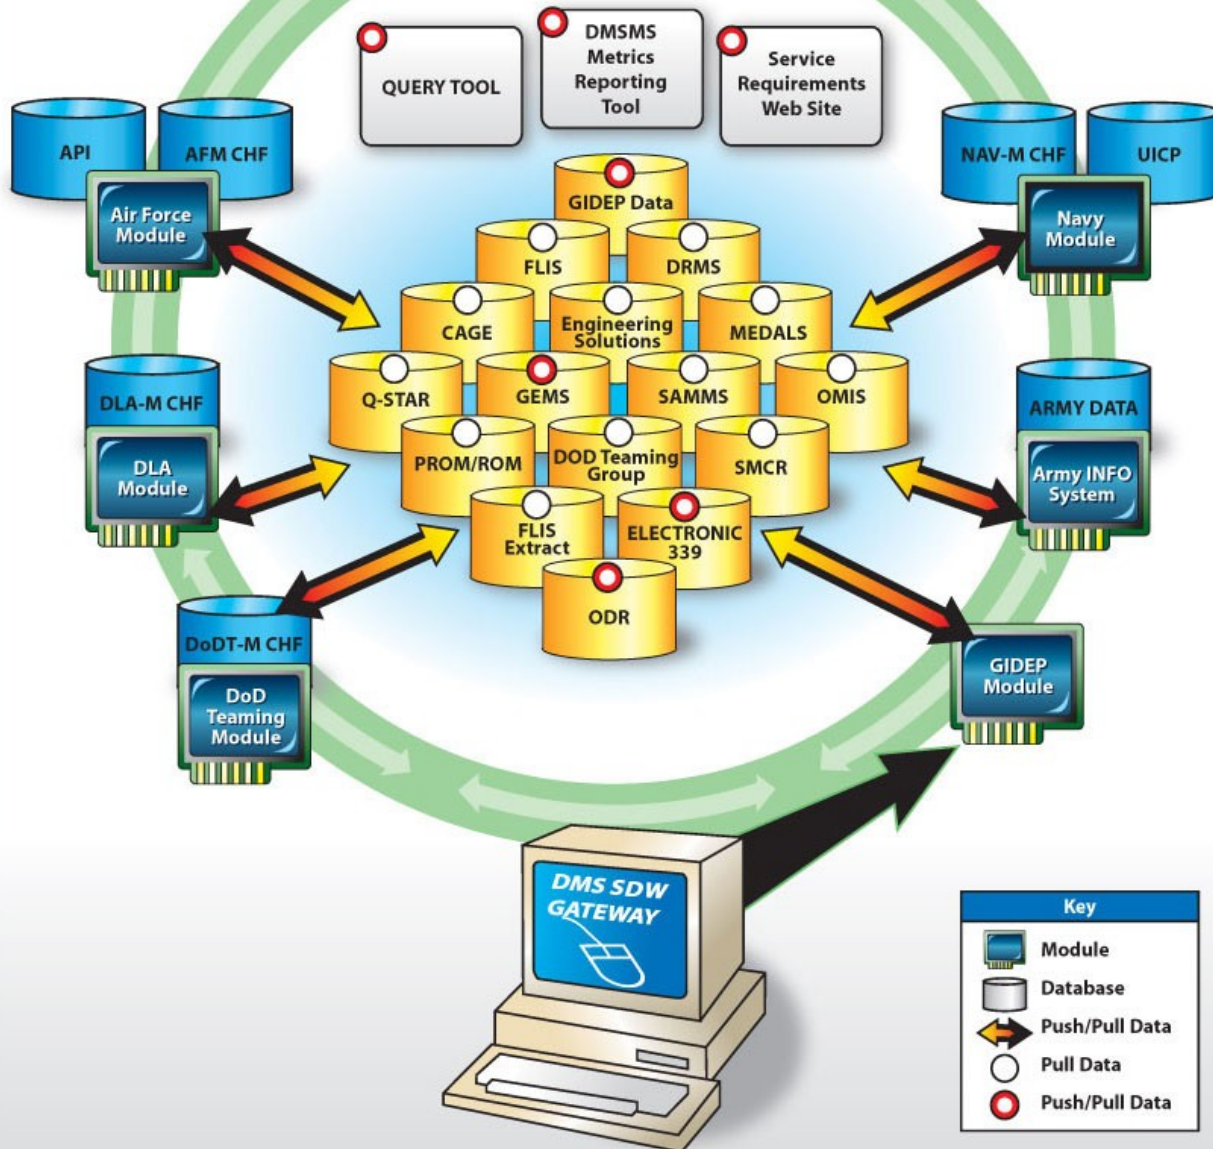 QUERY TOOL
DMSMS
Metrics
Reporting
Tool
Service
Requirements
Web Site
API
AFM CHF
Air Force
Module
NAV-M CHF
UICP
Navy
Module
GIDEP Data
FLIS
DRMS
CAGE
Engineering
Solutions
MEDALS
Q-STAR
GEMS
SAMMS
OMIS
PROM/ROM
DOD Teaming
Group
SMCR
FLIS
Extract
ELECTRONIC
339
ODR
DLA-M CHF
DLA
Module
ARMY DATA
Army INFO
System
DoDT-M CHF
DoD
Teaming
Module
GIDEP
Module
DMS SDW
GATEWAY
Key
Module
Database
Push/Pull Data
Pull Data
Push/Pull Data